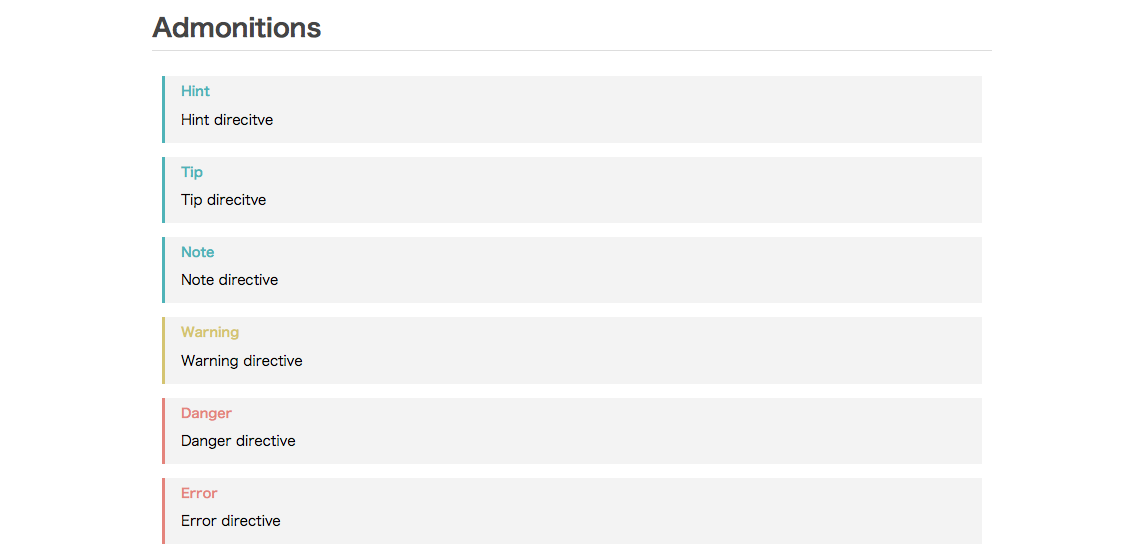 Admonitions
Hint
Hint direcitve
Tip
Tip direcitve
Note
Note directive
Warning
Warning directive
Danger
Danger directive
Error
Error directive